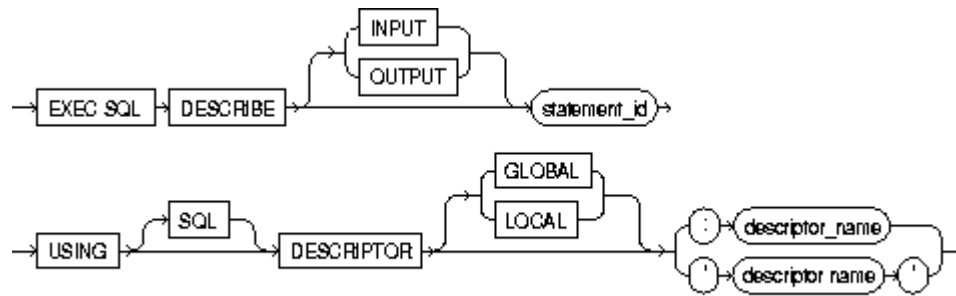 INPUT
OUTPUT
EXEC SQL DESCRIBE statement_id
GLOBAL
SQL LOCAL : descriptor_name
USING DESCRIPTOR ' descriptor name '